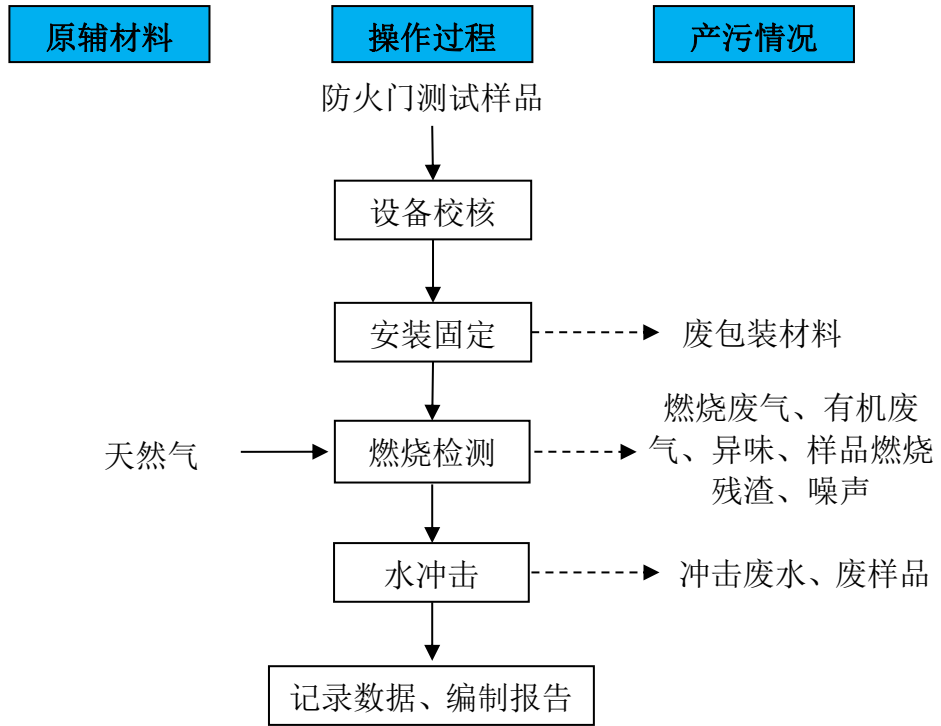 原辅材料
操作过程
产污情况
防火门测试样品
设备校核
安装固定
废包装材料
天然气
燃烧检测
燃烧废气、有机废
气、异味、样品燃烧
残渣、噪声
水冲击
冲击废水、废样品
记录数据、编制报告